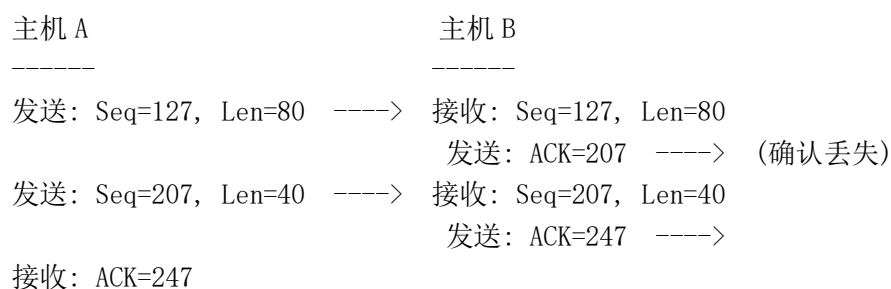 主机 A 主机 B
------ ------
发送: Seq=127, Len=80 ----> 接收: Seq=127, Len=80
发送: ACK=207 ----> (确认丢失)
发送: Seq=207, Len=40 ----> 接收: Seq=207, Len=40
发送: ACK=247 ---->
接收: ACK=247